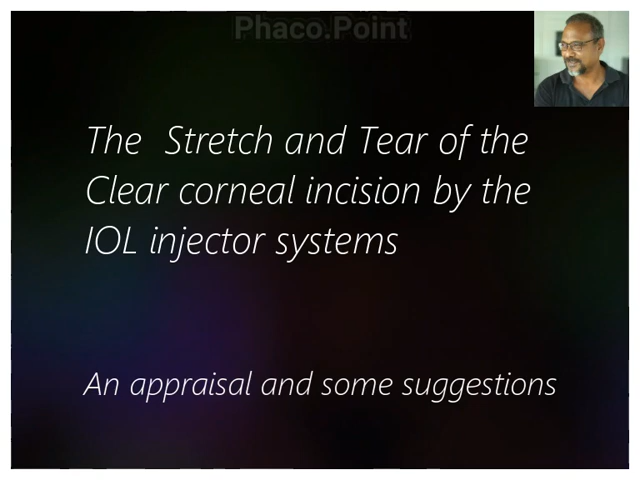 Phaco.Point
The Stretch and Tear of the
Clear corneal incision by the
IOL injector systems
An appraisal and some suggestions